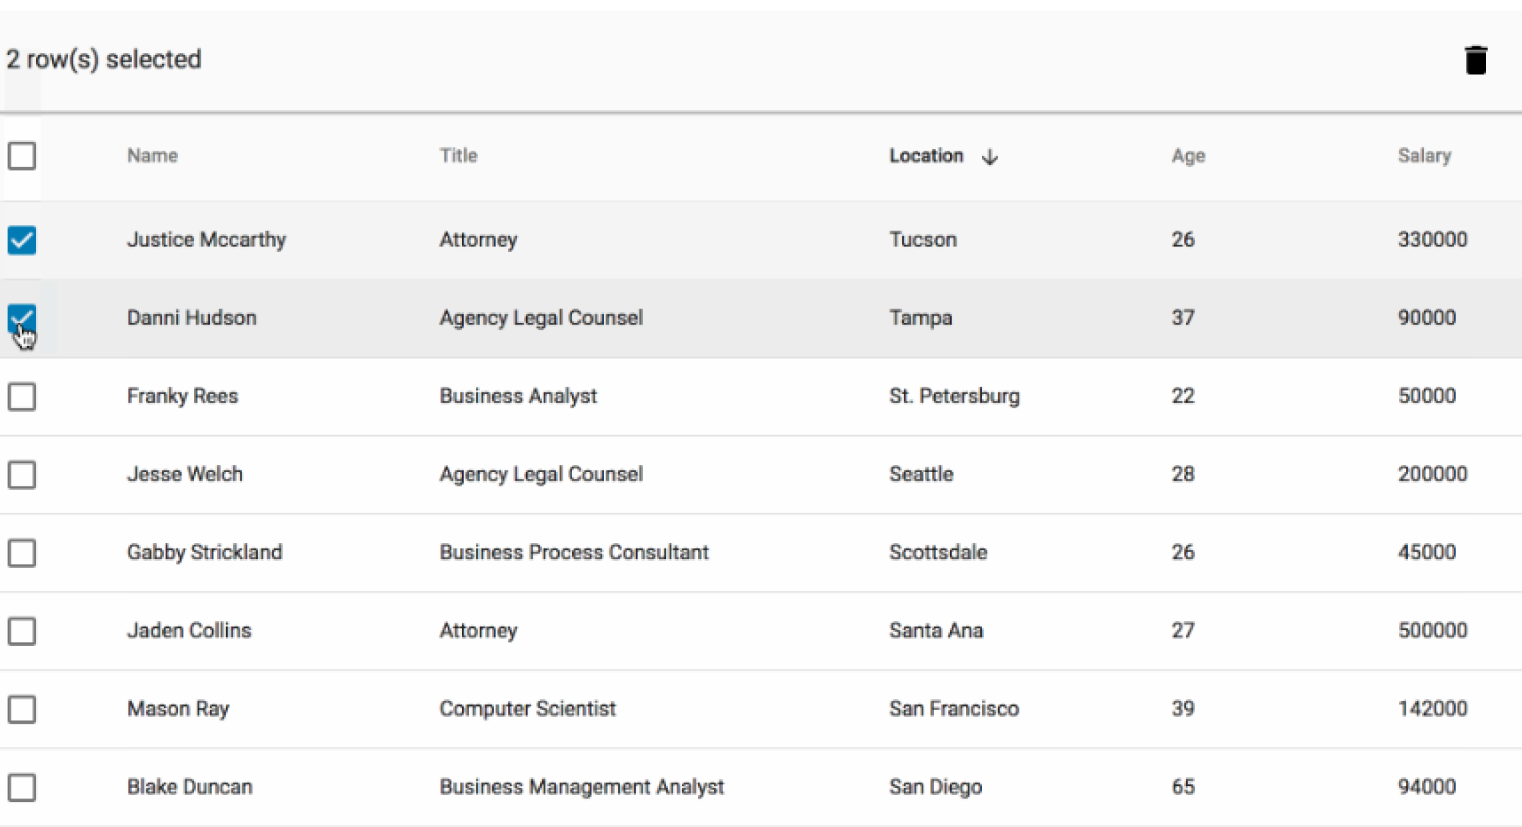 2 row(s) selected
Name Title Location Age Salary
Justice Mccarthy Attorney Tucson 26 330000
Danni Hudson Agency Legal Counsel Tampa 37 90000
Franky Rees Business Analyst St. Petersburg 22 50000
Jesse Welch Agency Legal Counsel Seattle 28 200000
Gabby Strickland Business Process Consultant Scottsdale 26 45000
Jaden Collins Attorney Santa Ana 27 500000
Mason Ray Computer Scientist San Francisco 39 142000
Blake Duncan Business Management Analyst San Diego 65 94000